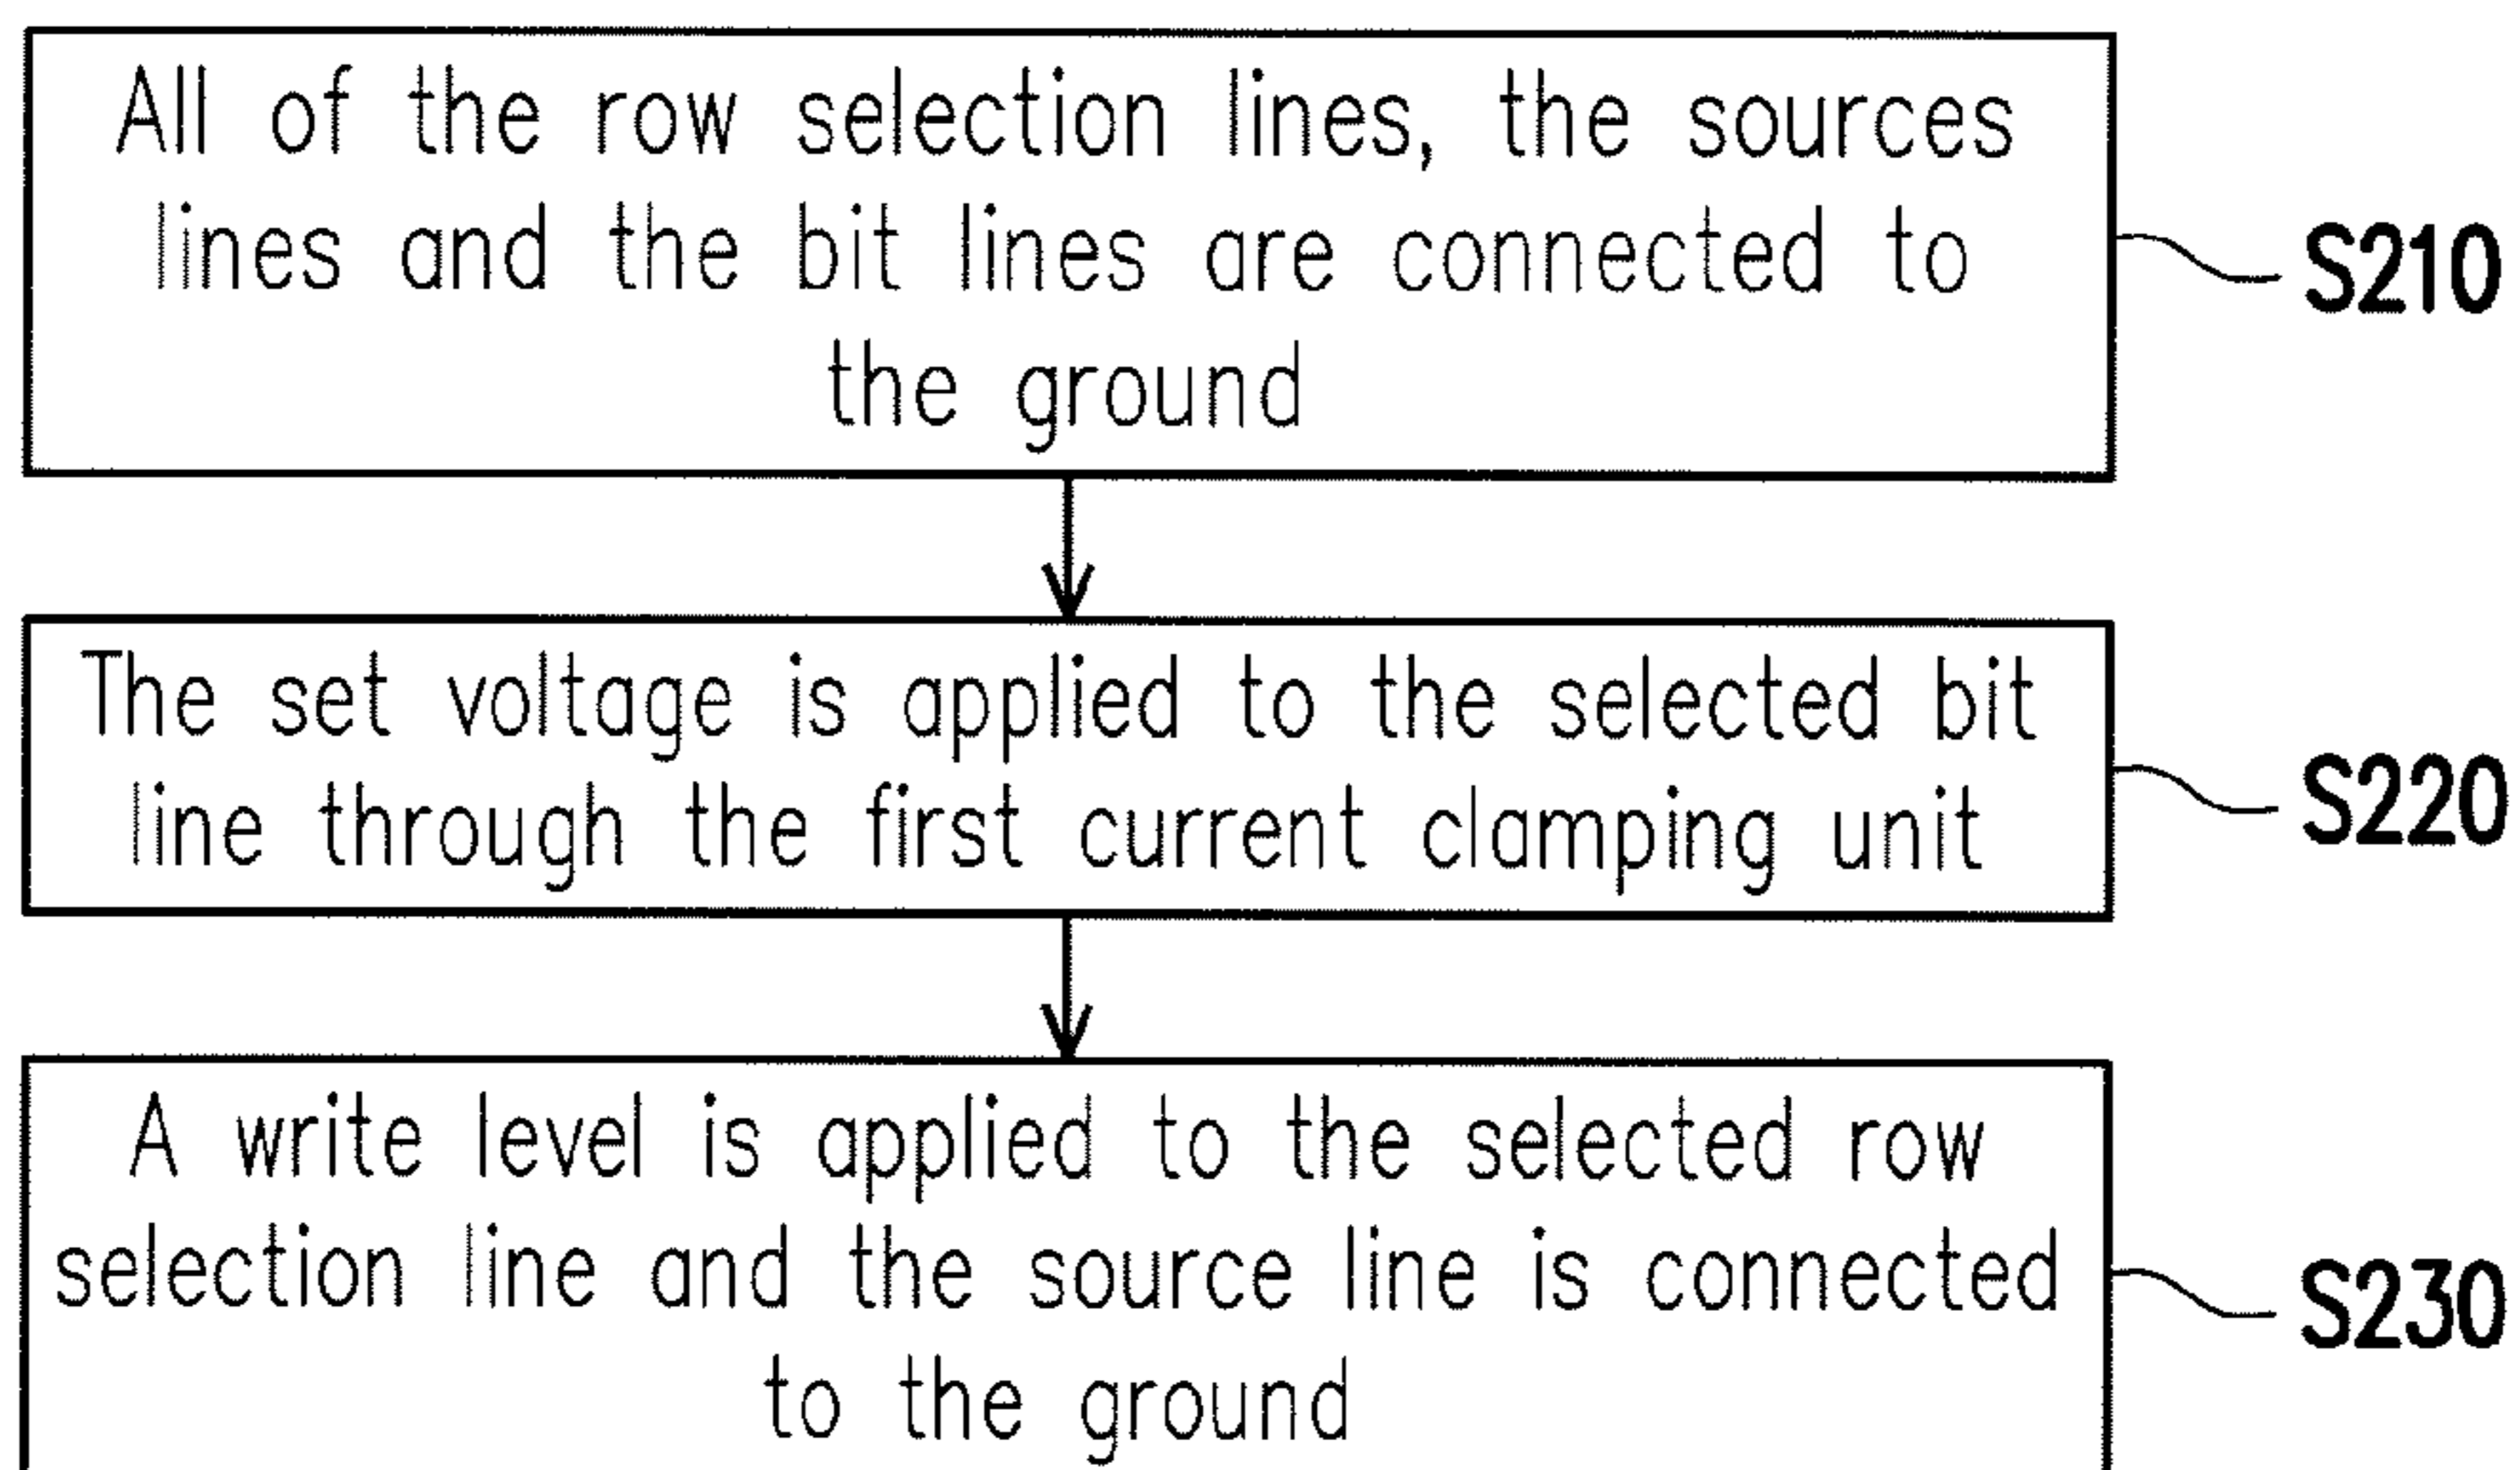 All of the row selection lines, the sources
lines and the bit lines are connected to
the ground
S210
The set voltage is applied to the selected bit
line through the first current clamping unit
S220
A write level is applied to the selected row
selection line and the source line is connected
to the ground
S230